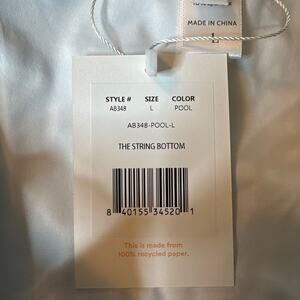 MADE IN CHINA
L
STYLE # SIZE COLOR
AB348 L POOL
AB348-POOL-L
THE STRING BOTTOM
8 40155 34520 1
This is made from
100% recycled paper.